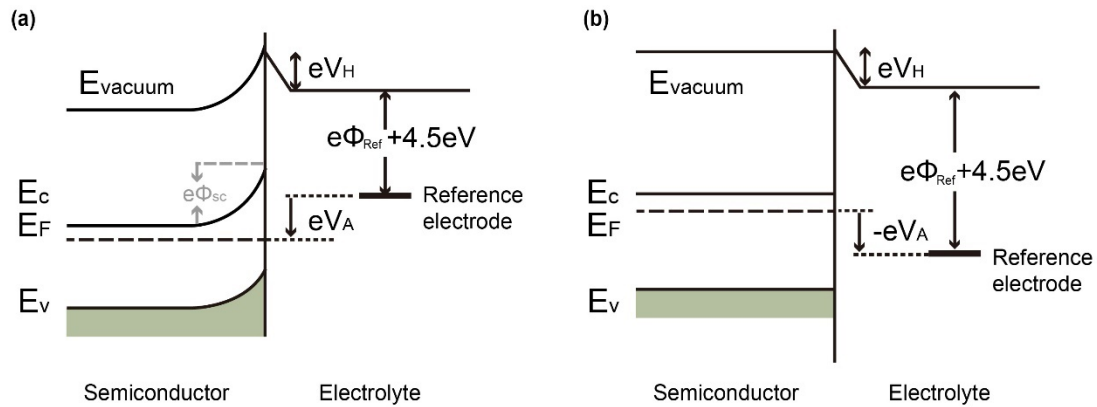 (a)
Evacuum
eVH
eΦRef +4.5eV
eΦsc
Ec
EF
eVA
Reference
electrode
Ev
Semiconductor
Electrolyte
(b)
Evacuum
eVH
eΦRef +4.5eV
Ec
EF
-eVA
Reference
electrode
Ev
Semiconductor
Electrolyte